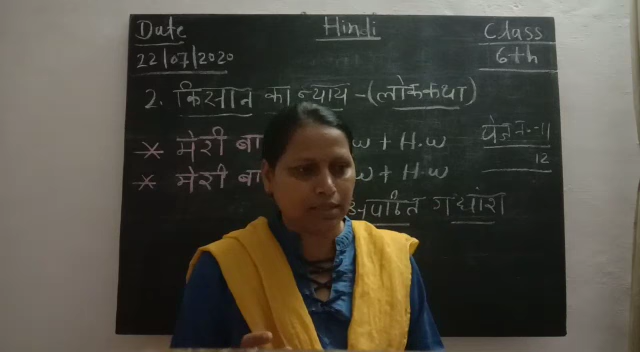 Date Hindi Class
22/07/2020 6th
2. किसान का न्याय - (लोककथा)
* मेरी बा w + H.w पेज नं.-11
* मेरी बा w + H.w 12
अपठित गद्यांश